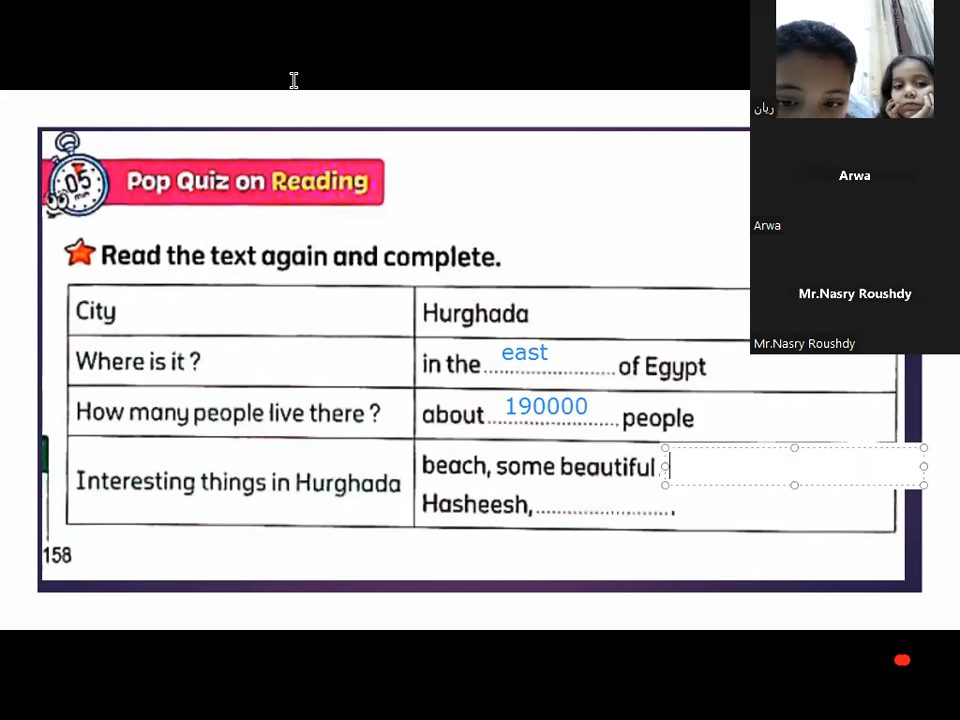 ريان
Arwa
Arwa
Mr.Nasry Roushdy
Mr.Nasry Roushdy
05
min
Pop Quiz on Reading
Read the text again and complete.
City
Hurghada
Where is it ?
in the east of Egypt
How many people live there ?
about 190000 people
Interesting things in Hurghada
beach, some beautiful
Hasheesh, .......................
158